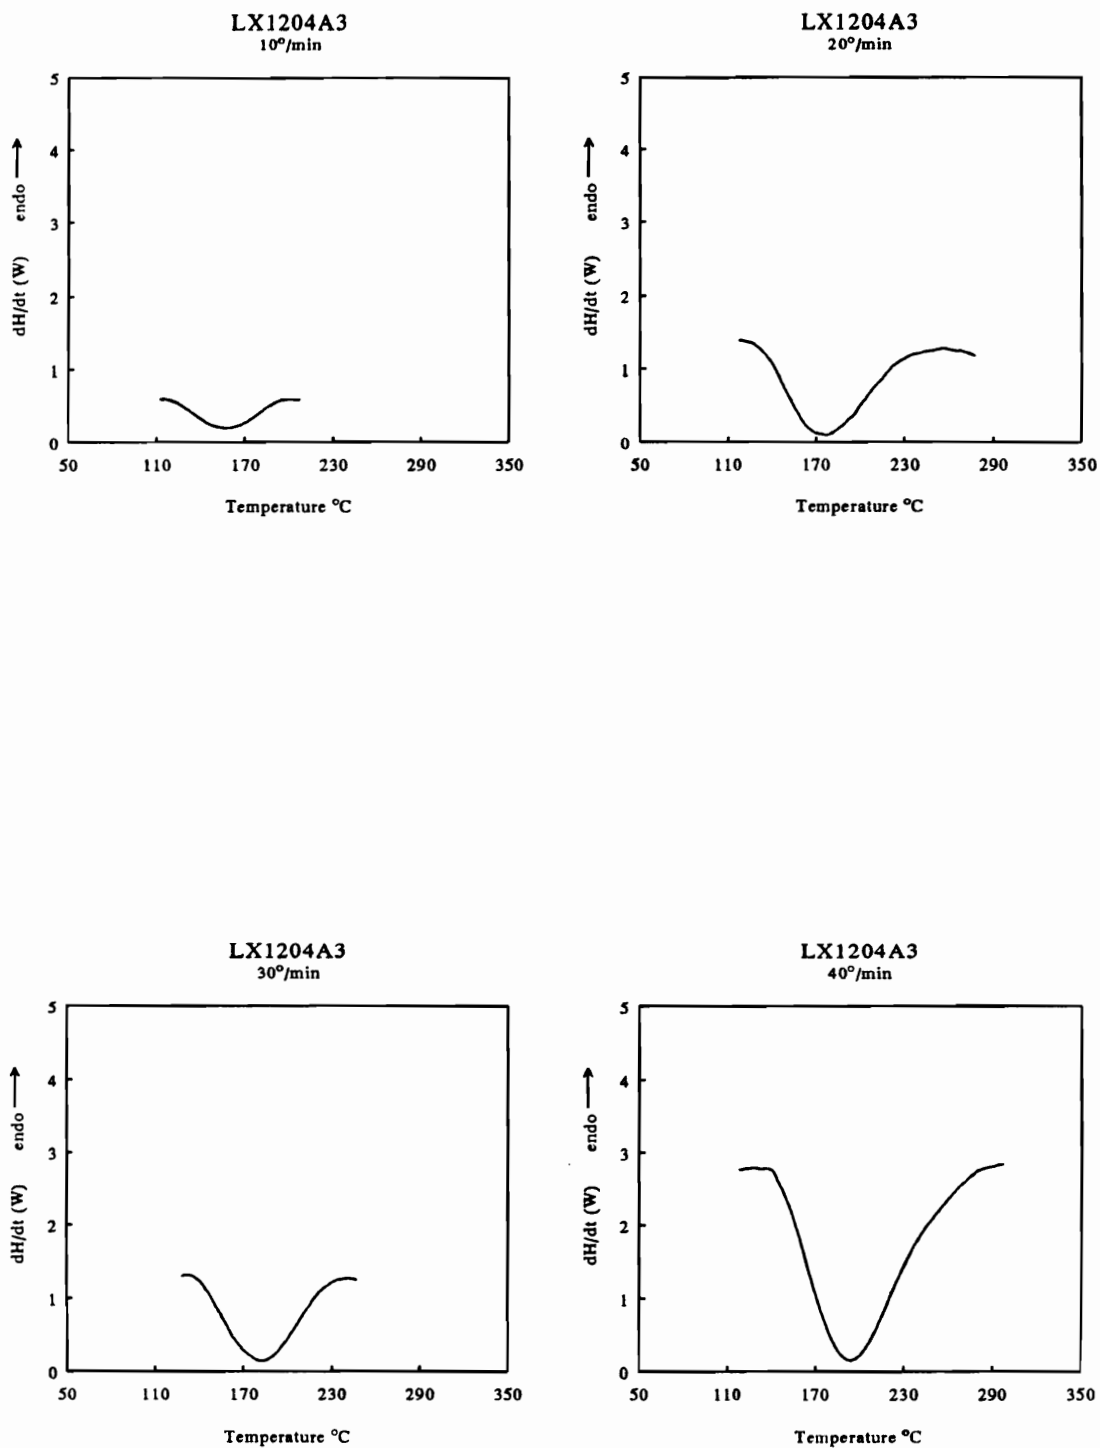 LX1204A3
10°/min
5
4
3
2
1
0
dH/dt (W) endo
50 110 170 230 290 350
Temperature °C
LX1204A3
20°/min
5
4
3
2
1
0
dH/dt (W) endo
50 110 170 230 290 350
Temperature °C
LX1204A3
30°/min
5
4
3
2
1
0
dH/dt (W) endo
50 110 170 230 290 350
Temperature °C
LX1204A3
40°/min
5
4
3
2
1
0
dH/dt (W) endo
50 110 170 230 290 350
Temperature °C